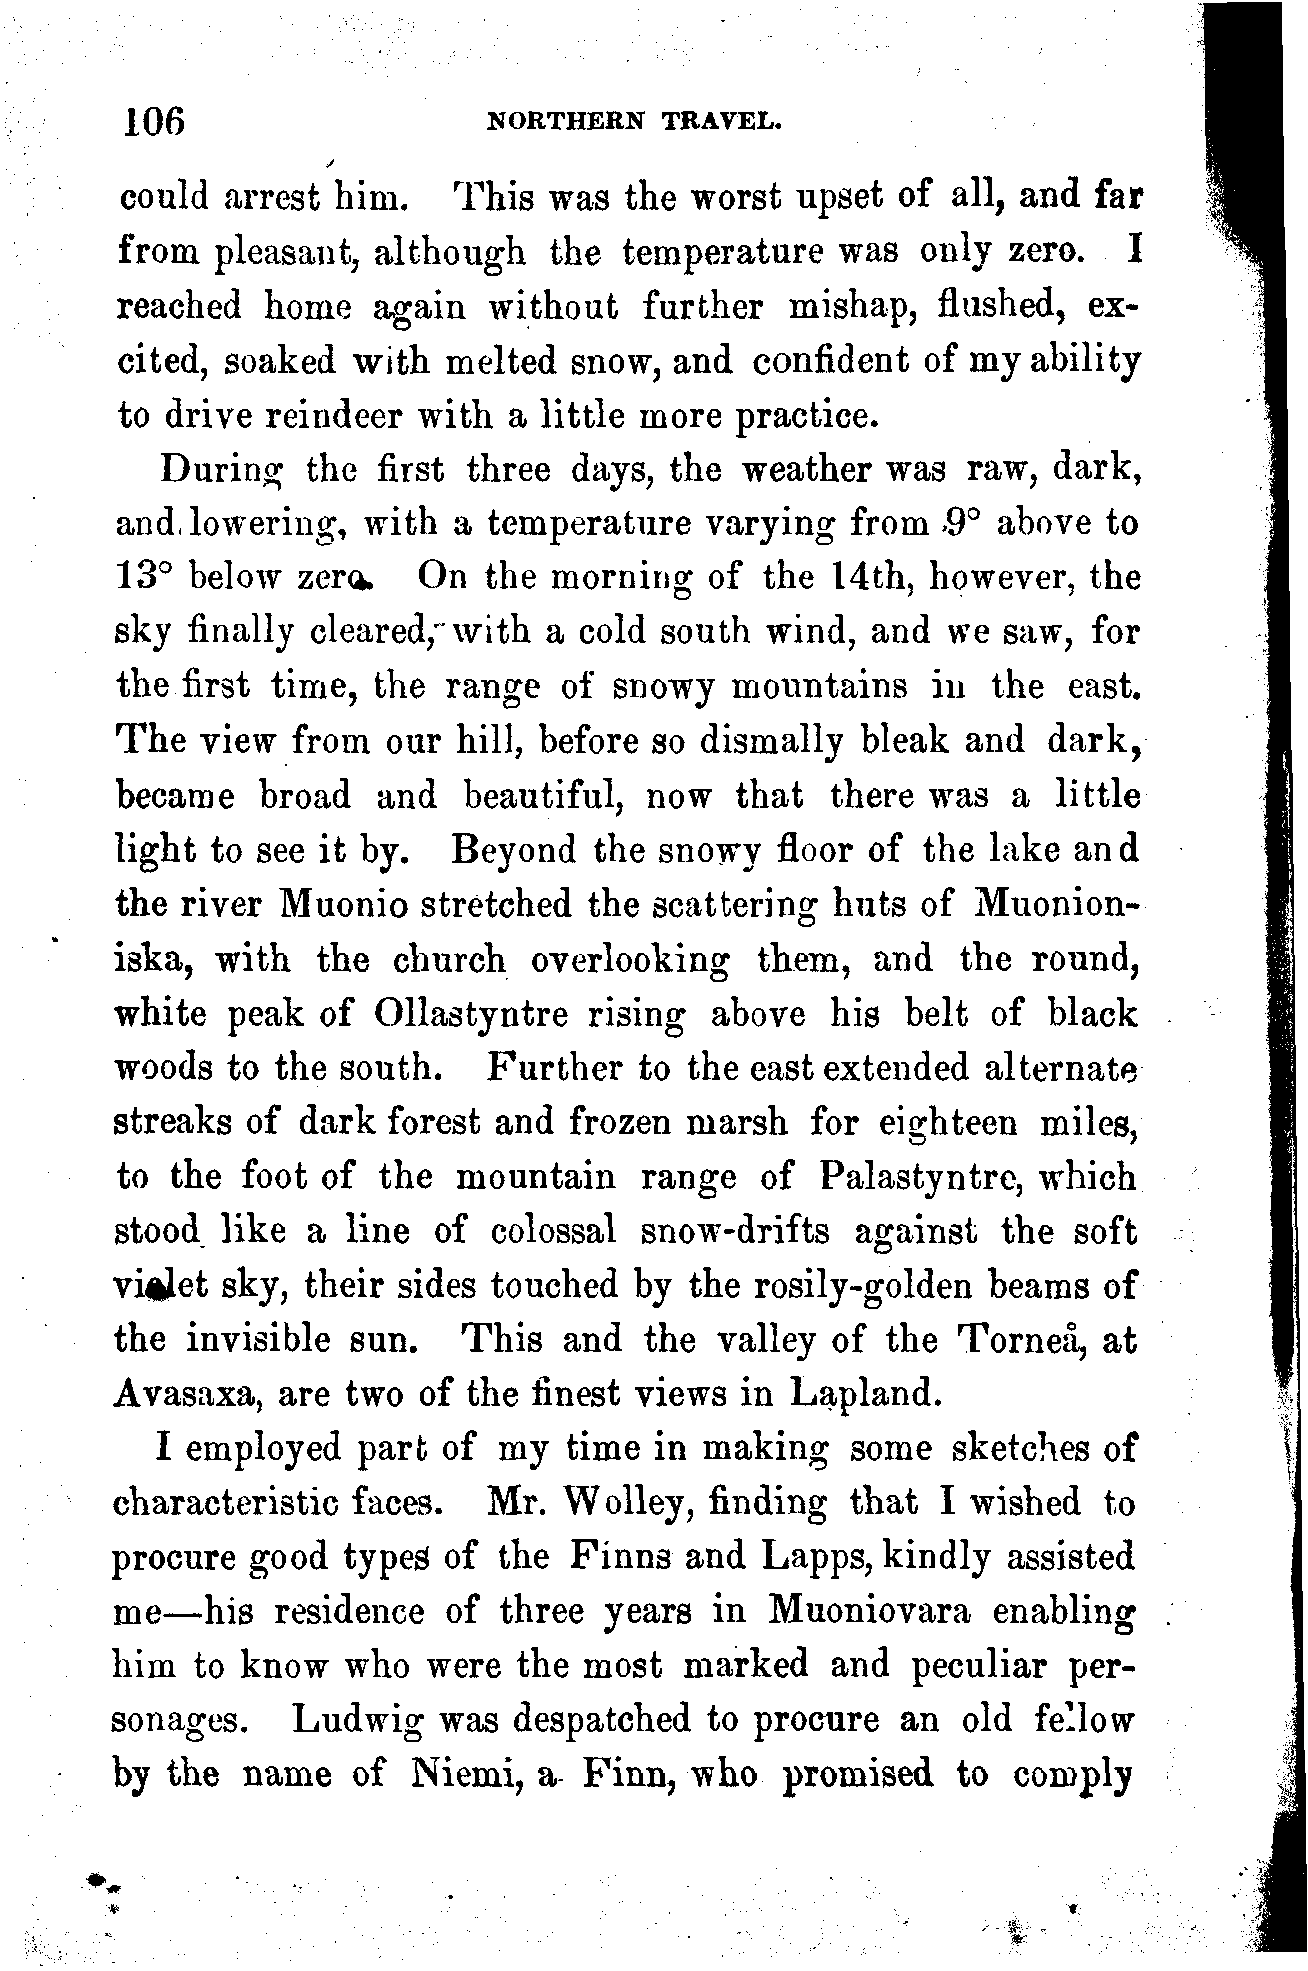 106 NORTHERN TRAVEL.
could arrest him. This was the worst upset of all, and far
from pleasant, although the temperature was only zero. I
reached home again without further mishap, flushed, ex-
cited, soaked with melted snow, and confident of my ability
to drive reindeer with a little more practice.
During the first three days, the weather was raw, dark,
and lowering, with a temperature varying from 9° above to
13° below zero. On the morning of the 14th, however, the
sky finally cleared, with a cold south wind, and we saw, for
the first time, the range of snowy mountains in the east.
The view from our hill, before so dismally bleak and dark,
became broad and beautiful, now that there was a little
light to see it by. Beyond the snowy floor of the lake and
the river Muonio stretched the scattering huts of Muonion-
iska, with the church overlooking them, and the round,
white peak of Ollastyntre rising above his belt of black
woods to the south. Further to the east extended alternate
streaks of dark forest and frozen marsh for eighteen miles,
to the foot of the mountain range of Palastyntre, which
stood like a line of colossal snow-drifts against the soft
violet sky, their sides touched by the rosily-golden beams of
the invisible sun. This and the valley of the Torneå, at
Avasaxa, are two of the finest views in Lapland.
I employed part of my time in making some sketches of
characteristic faces. Mr. Wolley, finding that I wished to
procure good types of the Finns and Lapps, kindly assisted
me—his residence of three years in Muoniovara enabling
him to know who were the most marked and peculiar per-
sonages. Ludwig was despatched to procure an old fellow
by the name of Niemi, a Finn, who promised to comply